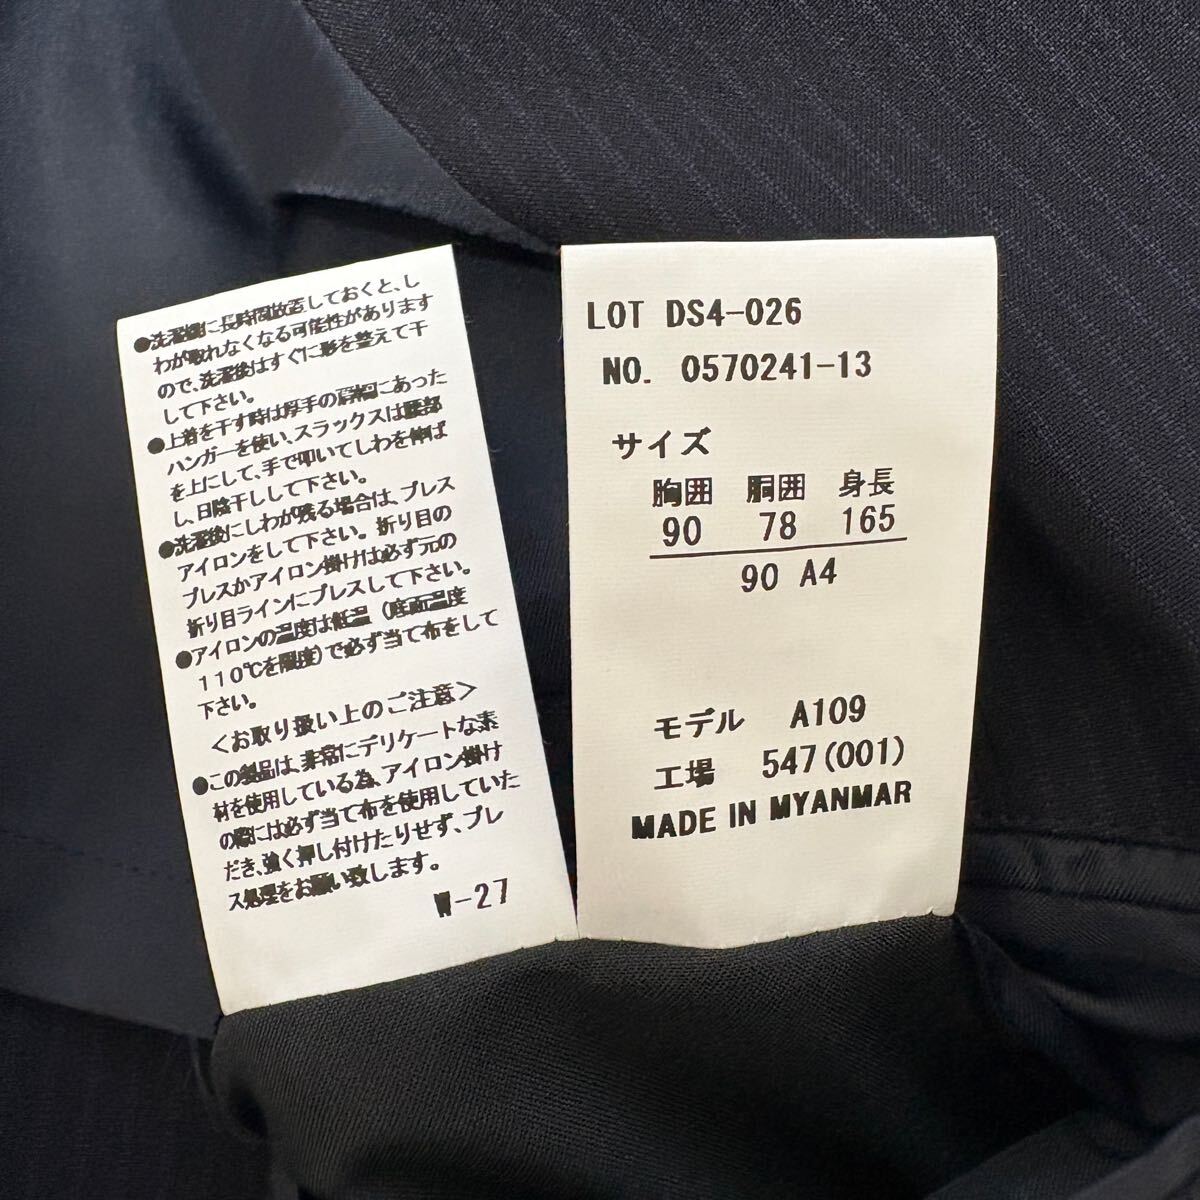 ●洗濯機に長時間放置しておくと、し
わが取れなくなる可能性があります
ので、洗濯後はすぐに形を整えて干
して下さい。
●上着を干す時は厚手の肩幅にあった
ハンガーを使い、スラックスは腰部
を上にして、手で叩いてしわを伸ば
し、日陰干しして下さい。
●洗濯後にしわが残る場合は、プレス
アイロンをして下さい。折り目の
プレスかアイロン掛けは必ず元の
折り目ラインにプレスして下さい。
●アイロンの温度は低温(底面温度
110℃を限度)で必ず当て布をして
下さい。
<お取り扱い上のご注意>
●この製品は、非常にデリケートな素
材を使用している為、アイロン掛け
の際には必ず当て布を使用していた
だき、強く押し付けたりせず、プレ
ス処理をお願い致します。
W-27
LOT DS4-026
NO. 0570241-13
サイズ
胸囲 胴囲 身長
90 78 165
90 A4
モデル A109
工場 547(001)
MADE IN MYANMAR